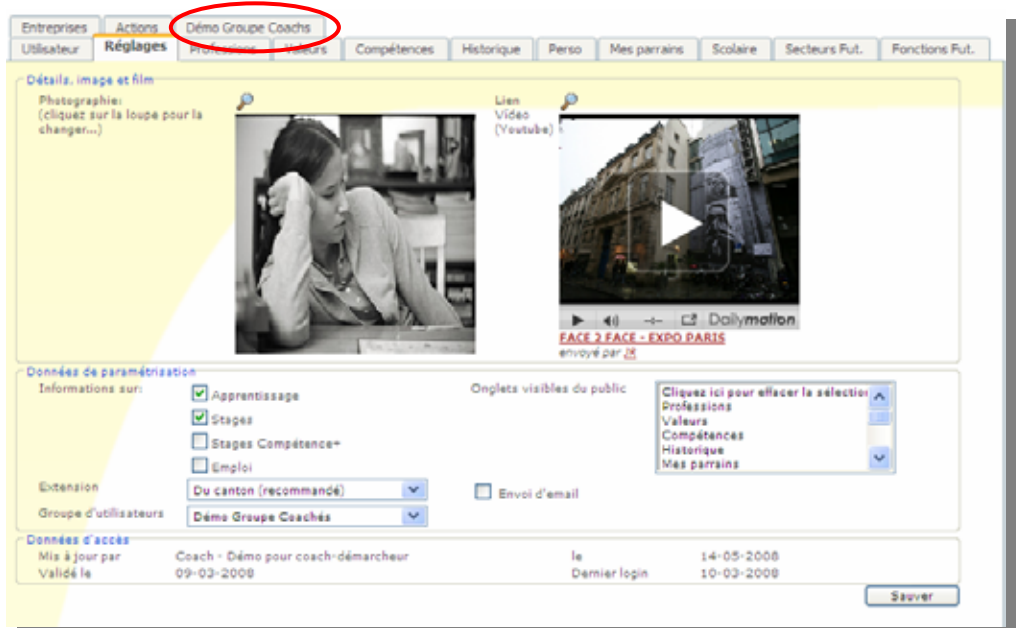 Entreprises Actions Démo Groupe Coachs
Utilisateur Réglages Professions Valeurs Compétences Historique Perso Mes parrains Scolaire Secteurs Fut. Fonctions Fut.
Détails, image et film
Photographie: Lien
(cliquez sur la loupe pour la Vidéo
changer...) (Youtube)
Dailymotion
FACE 2 FACE - EXPO PARIS
envoyé par JR
Données de paramétrisation
Informations sur: Apprentissage Onglets visibles du public Cliquez ici pour effacer la sélection
Professions
Stages Valeurs
Compétences
Stages Compétence+ Historique
Emploi Mes parrains
Extension Du canton (recommandé) Envoi d'email
Groupe d'utilisateurs Démo Groupe Coachés
Données d'accès
Mis à jour par Coach - Démo pour coach-démarcheur le 14-05-2008
Validé le 09-03-2008 Dernier login 10-03-2008
Sauver